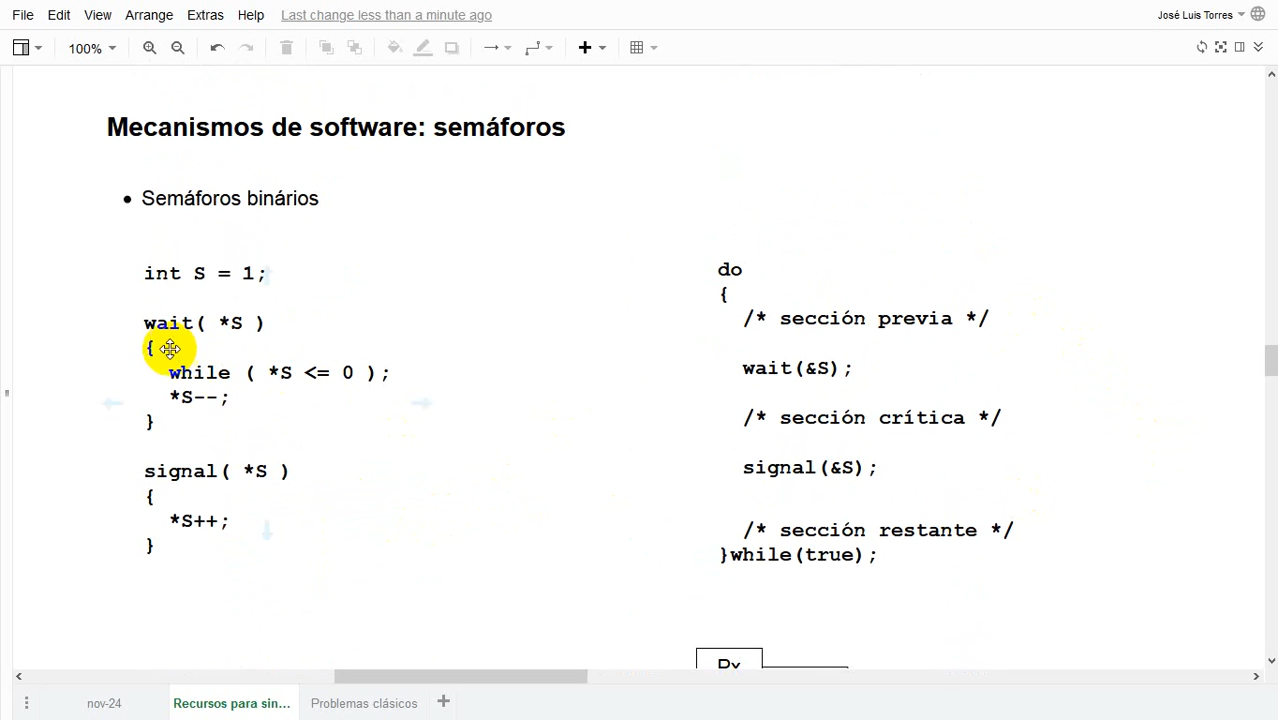 File Edit View Arrange Extras Help Last change less than a minute ago José Luis Torres
100%
Mecanismos de software: semáforos
• Semáforos binários
int S = 1;
wait( *S )
{
while ( *S <= 0 );
*S--;
}
signal( *S )
{
*S++;
}
do
{
/* sección previa */
wait(&S);
/* sección crítica */
signal(&S);
/* sección restante */
}while(true);
Px
nov-24 Recursos para sin... Problemas clásicos